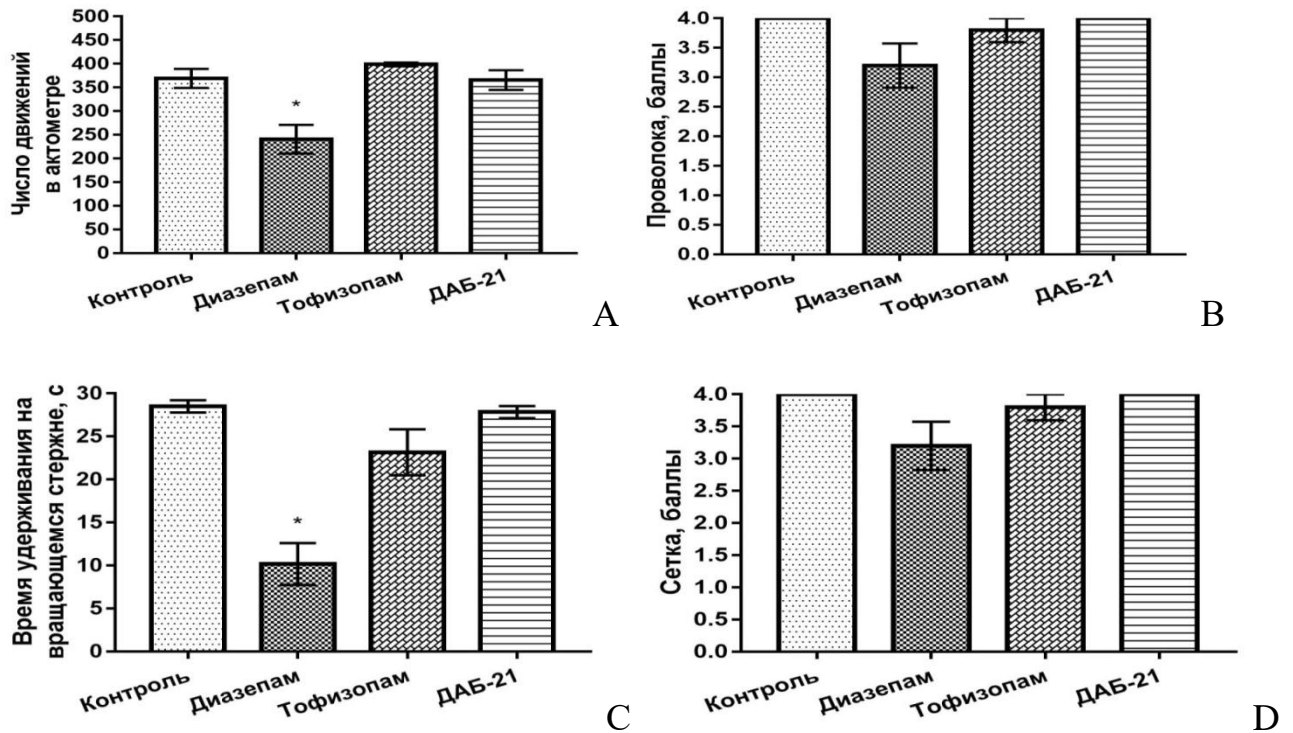 Число движений
в актометре
500
450
400
350
300
250
200
150
100
50
0
*
Контроль
Диазепам
Тофизопам
ДАБ-21
A
Проволока, баллы
4.0
3.5
3.0
2.5
2.0
1.5
1.0
0.5
0.0
Контроль
Диазепам
Тофизопам
ДАБ-21
B
Время удерживания на
вращающемся стержне, с
30
25
20
15
10
5
0
*
Контроль
Диазепам
Тофизопам
ДАБ-21
C
Сетка, баллы
4.0
3.5
3.0
2.5
2.0
1.5
1.0
0.5
0.0
Контроль
Диазепам
Тофизопам
ДАБ-21
D